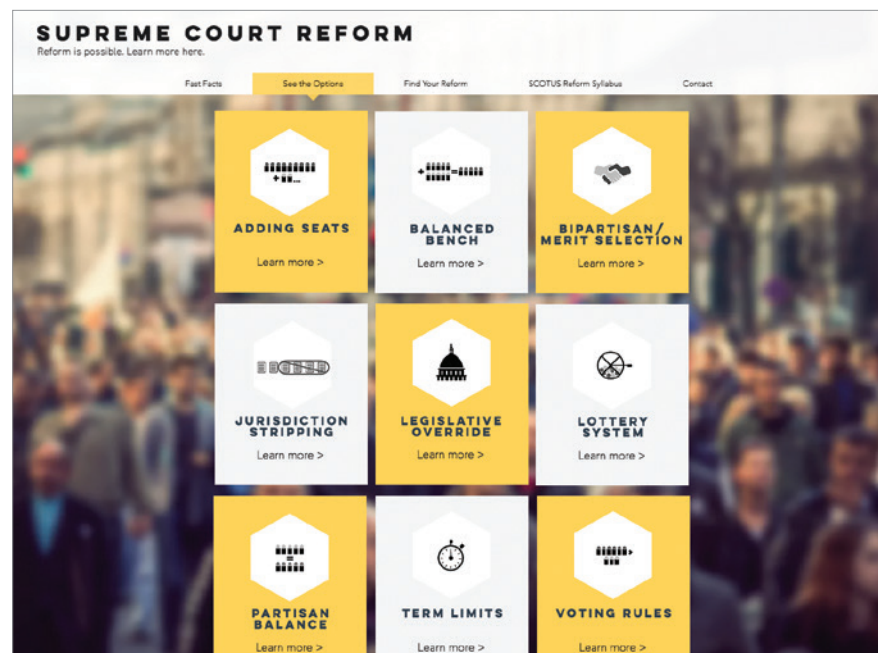 SUPREME COURT REFORM
Reform is possible. Learn more here.
Fast Facts See the Options Find Your Reform SCOTUS Reform Syllabus Contact
ADDING SEATS
Learn more >
BALANCED
BENCH
Learn more >
BIPARTISAN/
MERIT SELECTION
Learn more >
JURISDICTION
STRIPPING
Learn more >
LEGISLATIVE
OVERRIDE
Learn more >
LOTTERY
SYSTEM
Learn more >
PARTISAN
BALANCE
Learn more >
TERM LIMITS
Learn more >
VOTING RULES
Learn more >